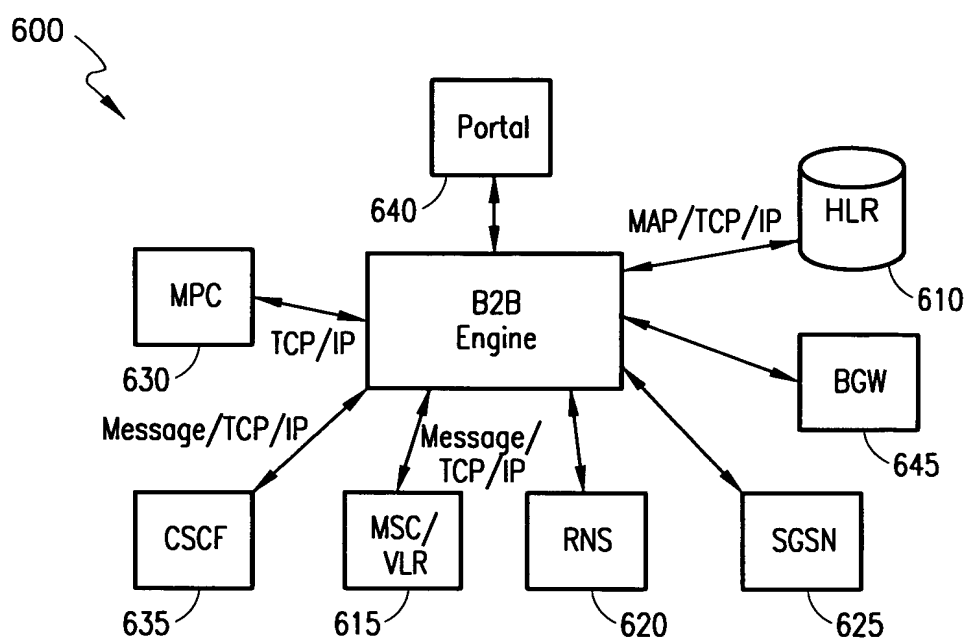 600
Portal
640
HLR
MAP/TCP/IP
610
MPC
B2B
Engine
TCP/IP
630
BGW
645
Message/TCP/IP
Message/
TCP/IP
CSCF
MSC/
VLR
RNS
SGSN
635
615
620
625